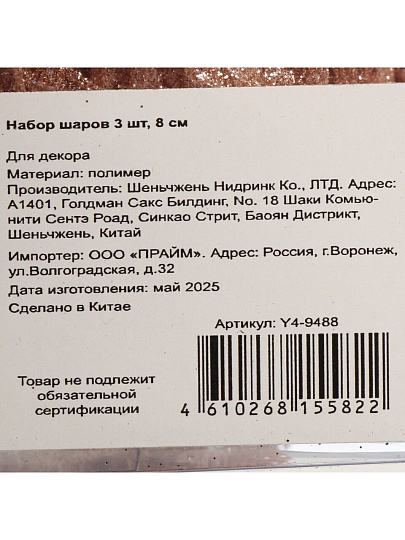 Набор шаров 3 шт, 8 см
Для декора
Материал: полимер
Производитель: Шеньчжень Нидринк Ко., ЛТД. Адрес:
А1401, Голдман Сакс Билдинг, No. 18 Шаки Комью-
нити Сентэ Роад, Синкао Стрит, Баоян Дистрикт,
Шеньчжень, Китай
Импортер: ООО «ПРАЙМ». Адрес: Россия, г.Воронеж,
ул.Волгоградская, д.32
Дата изготовления: май 2025
Сделано в Китае
Артикул: Y4-9488
Товар не подлежит
обязательной
сертификации
4 610268 155822